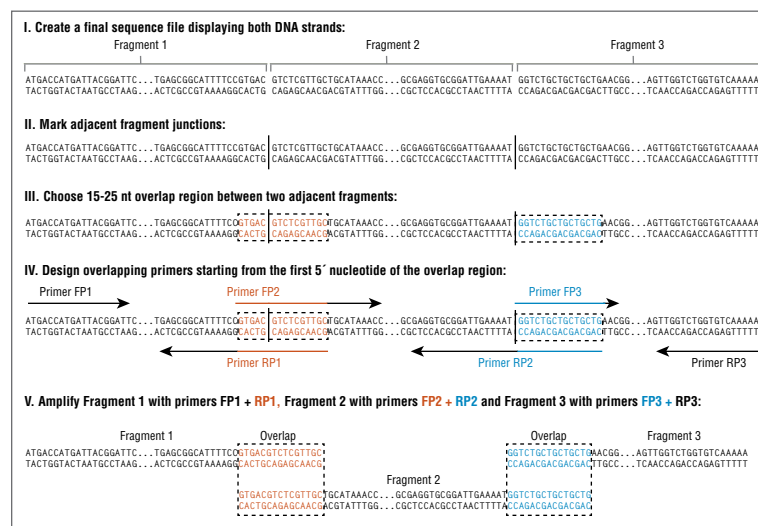 I. Create a final sequence file displaying both DNA strands:
Fragment 1 Fragment 2 Fragment 3
ATGACCATGATTACGGATTC...TGAGCGGCATTTTCCGTGAC GTCTCGTTGCTGCATAAACC...GCGAGGTGCGGATTGAAAAT GGTCTGCTGCTGCTGAACGG...AGTTGGTCTGGTGTCAAAAA
TACTGGTACTAATGCCTAAG...ACTCGCCGTAAAAGGCACTG CAGAGCAACGACGTATTTGG...CGCTCCACGCCTAACTTTTA CCAGACGACGACGACTTGCC...TCAACCAGACCAGAGTTTTT
II. Mark adjacent fragment junctions:
ATGACCATGATTACGGATTC...TGAGCGGCATTTTCCGTGAC GTCTCGTTGCTGCATAAACC...GCGAGGTGCGGATTGAAAAT GGTCTGCTGCTGCTGAACGG...AGTTGGTCTGGTGTCAAAAA
TACTGGTACTAATGCCTAAG...ACTCGCCGTAAAAGGCACTG CAGAGCAACGACGTATTTGG...CGCTCCACGCCTAACTTTTA CCAGACGACGACGACTTGCC...TCAACCAGACCAGAGTTTTT
III. Choose 15-25 nt overlap region between two adjacent fragments:
ATGACCATGATTACGGATTC...TGAGCGGCATTTTCCGTGAC GTCTCGTTGCTGCATAAACC...GCGAGGTGCGGATTGAAAAT GGTCTGCTGCTGCTGAACGG...AGTTGGTCTGGTGTCAAAAA
TACTGGTACTAATGCCTAAG...ACTCGCCGTAAAAGGCACTG CAGAGCAACGACGTATTTGG...CGCTCCACGCCTAACTTTTA CCAGACGACGACGACTTGCC...TCAACCAGACCAGAGTTTTT
IV. Design overlapping primers starting from the first 5´ nucleotide of the overlap region:
Primer FP1 Primer FP2 Primer FP3
ATGACCATGATTACGGATTC...TGAGCGGCATTTTCCGTGAC GTCTCGTTGCTGCATAAACC...GCGAGGTGCGGATTGAAAAT GGTCTGCTGCTGCTGAACGG...AGTTGGTCTGGTGTCAAAAA
TACTGGTACTAATGCCTAAG...ACTCGCCGTAAAAGGCACTG CAGAGCAACGACGTATTTGG...CGCTCCACGCCTAACTTTTA CCAGACGACGACGACTTGCC...TCAACCAGACCAGAGTTTTT
Primer RP1 Primer RP2 Primer RP3
V. Amplify Fragment 1 with primers FP1 + RP1, Fragment 2 with primers FP2 + RP2 and Fragment 3 with primers FP3 + RP3:
Fragment 1 Overlap Overlap Fragment 3
ATGACCATGATTACGGATTC...TGAGCGGCATTTTCCGTGACGTCTCGTTGC GGTCTGCTGCTGCTGAACGG...AGTTGGTCTGGTGTCAAAAA
TACTGGTACTAATGCCTAAG...ACTCGCCGTAAAAGGCACTGCAGAGCAACG CCAGACGACGACGACTTGCC...TCAACCAGACCAGAGTTTTT
Fragment 2
GTGACGTCTCGTTGCTGCATAAACC...GCGAGGTGCGGATTGAAAATGGTCTGCTGCTGCTG
CACTGCAGAGCAACGACGTATTTGG...CGCTCCACGCCTAACTTTTACCAGACGACGACGAC